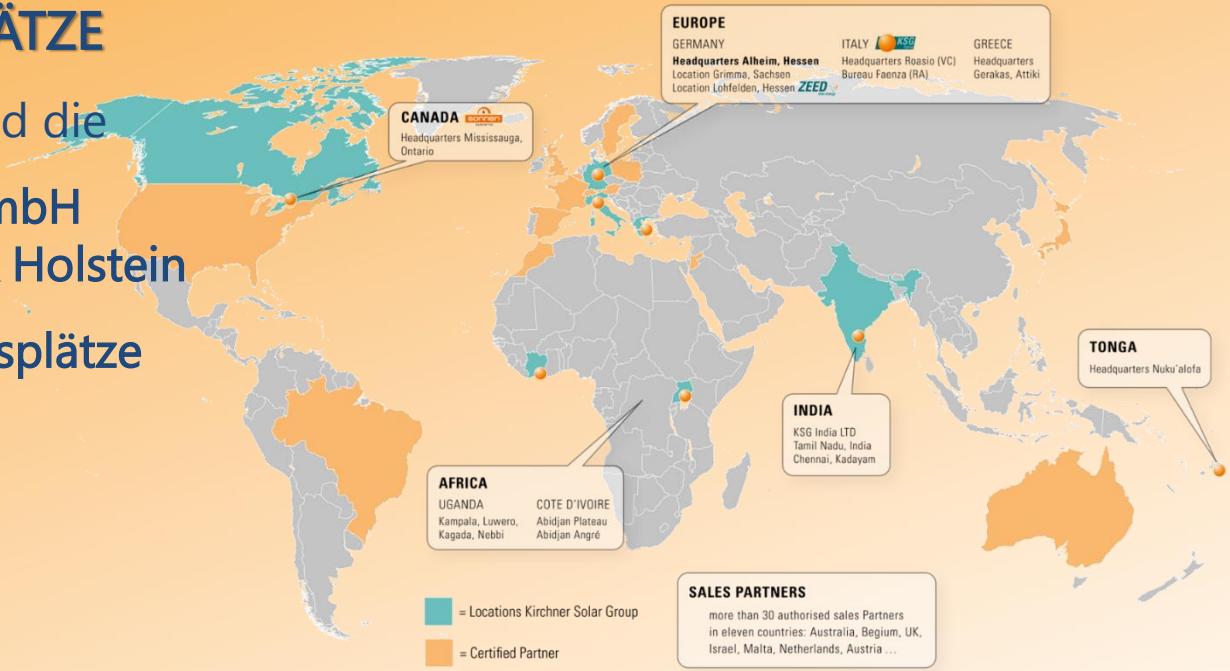 ÄTZE
d die
mbH
Holstein
splätze
EUROPE
GERMANY
Headquarters Alheim, Hessen
Location Grimma, Sachsen
Location Lohfelden, Hessen ZEED
ITALY KSG
Headquarters Roasio (VC)
Bureau Faenza (RA)
GREECE
Headquarters
Gerakas, Attiki
CANADA sonnen
Headquarters Mississauga,
Ontario
TONGA
Headquarters Nuku'alofa
INDIA
KSG India LTD
Tamil Nadu, India
Chennai, Kadayam
AFRICA
UGANDA
Kampala, Luwero,
Kagada, Nebbi
COTE D'IVOIRE
Abidjan Plateau
Abidjan Angré
= Locations Kirchner Solar Group
= Certified Partner
SALES PARTNERS
more than 30 authorised sales Partners
in eleven countries: Australia, Begium, UK,
Israel, Malta, Netherlands, Austria ...